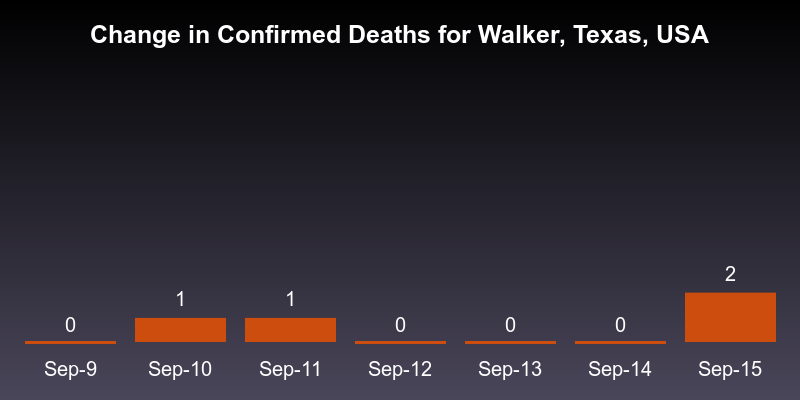 Change in Confirmed Deaths for Walker, Texas, USA
0 1 1 0 0 0 2
Sep-9 Sep-10 Sep-11 Sep-12 Sep-13 Sep-14 Sep-15